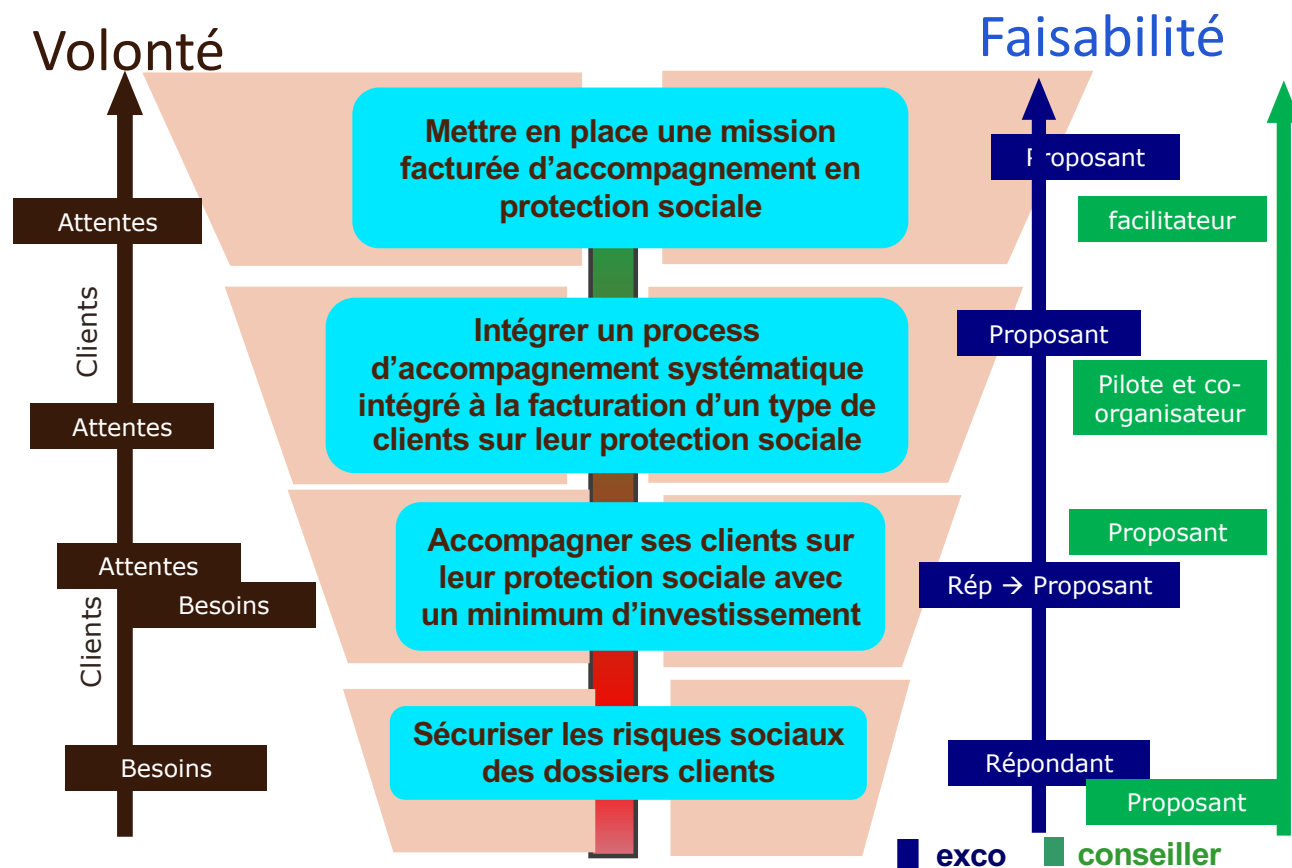 Volonté
Faisabilité
Mettre en place une mission
facturée d'accompagnement en
protection sociale
Proposant
Attentes
facilitateur
Clients
Intégrer un process
d'accompagnement systématique
intégré à la facturation d'un type de
clients sur leur protection sociale
Proposant
Pilote et co-
organisateur
Attentes
Accompagner ses clients sur
leur protection sociale avec
un minimum d'investissement
Proposant
Attentes
Besoins
Rép → Proposant
Clients
Sécuriser les risques sociaux
des dossiers clients
Besoins
Répondant
Proposant
exco
conseiller